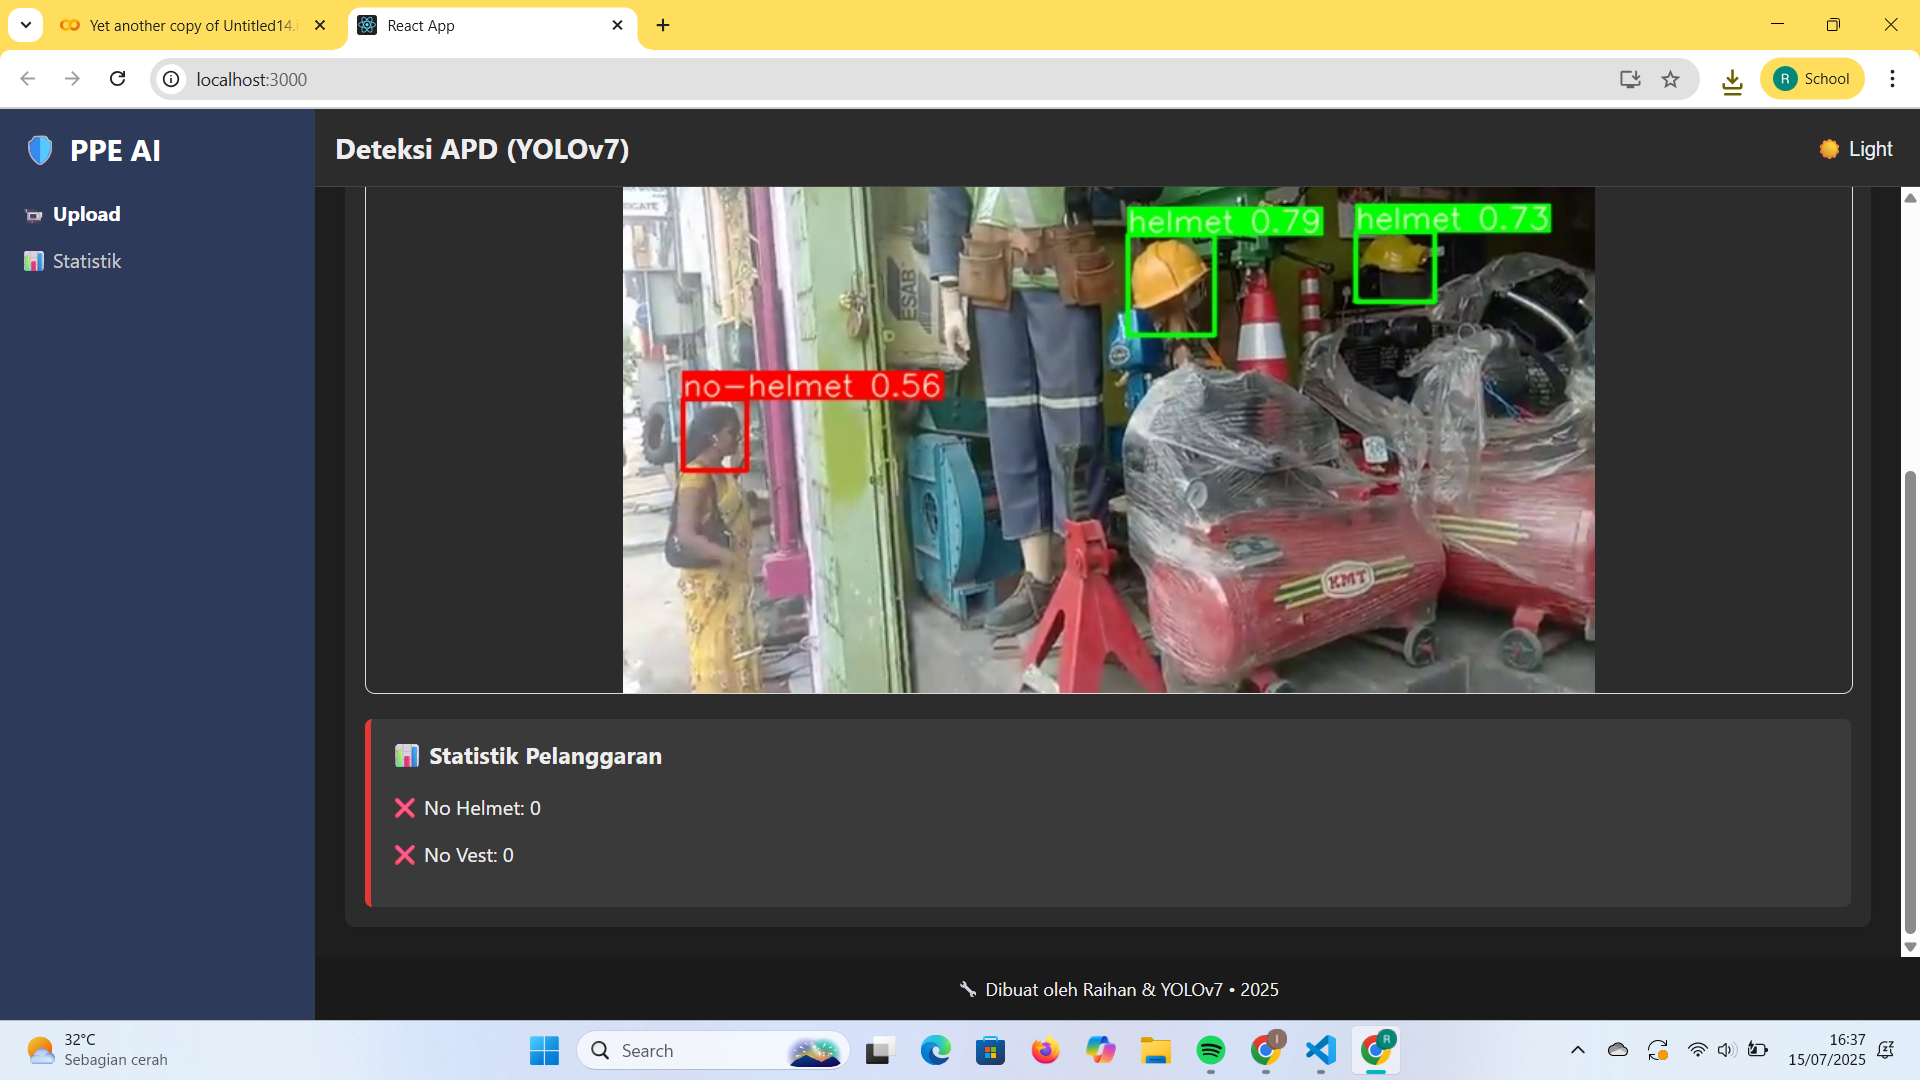 Yet another copy of Untitled14.i
React App
localhost:3000
R School
PPE AI
Upload
Statistik
Deteksi APD (YOLOv7)
Light
helmet 0.79
helmet 0.73
ESAB
no-helmet 0.56
KMT
Statistik Pelanggaran
No Helmet: 0
No Vest: 0
Dibuat oleh Raihan & YOLOv7 • 2025
32°C
Sebagian cerah
Search
I
R
16:37
15/07/2025